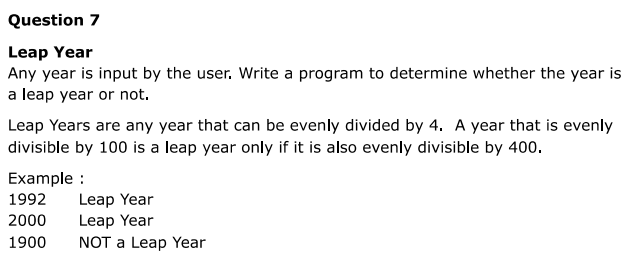 Question 7
Leap Year
Any year is input by the user. Write a program to determine whether the year is
a leap year or not.
Leap Years are any year that can be evenly divided by 4.  A year that is evenly
divisible by 100 is a leap year only if it is also evenly divisible by 400.
Example :
1992 Leap Year
2000 Leap Year
1900 NOT a Leap Year